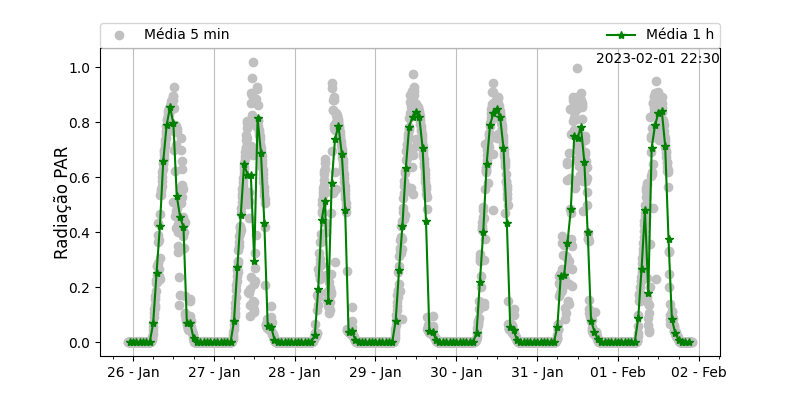 Média 5 min
Média 1 h
2023-02-01 22:30
Radiação PAR
1.0
0.8
0.6
0.4
0.2
0.0
26 - Jan
27 - Jan
28 - Jan
29 - Jan
30 - Jan
31 - Jan
01 - Feb
02 - Feb